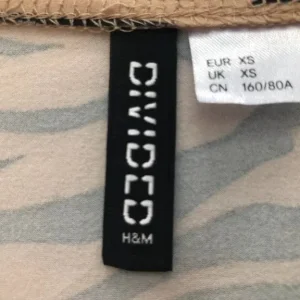 DIVIDED
H&M
EUR XS
UK XS
CN 160/80A